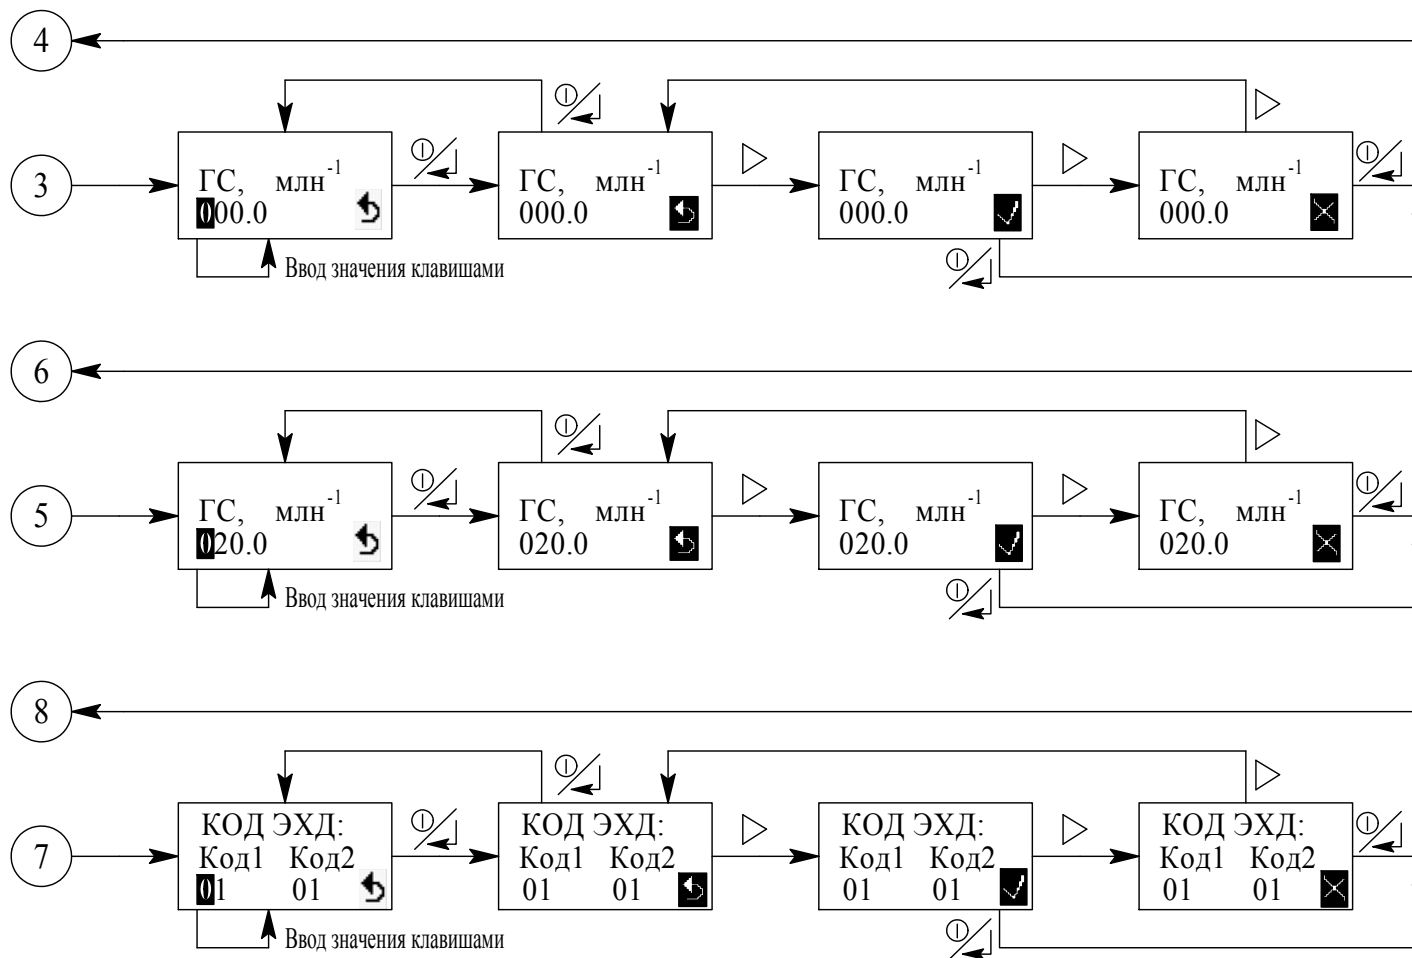 4
3
ГС, млн-1
000.0
Ввод значения клавишами
ГС, млн-1
000.0
ГС, млн-1
000.0
ГС, млн-1
000.0
6
5
ГС, млн-1
020.0
Ввод значения клавишами
ГС, млн-1
020.0
ГС, млн-1
020.0
ГС, млн-1
020.0
8
7
КОД ЭХД:
Код1 Код2
01 01
Ввод значения клавишами
КОД ЭХД:
Код1 Код2
01 01
КОД ЭХД:
Код1 Код2
01 01
КОД ЭХД:
Код1 Код2
01 01